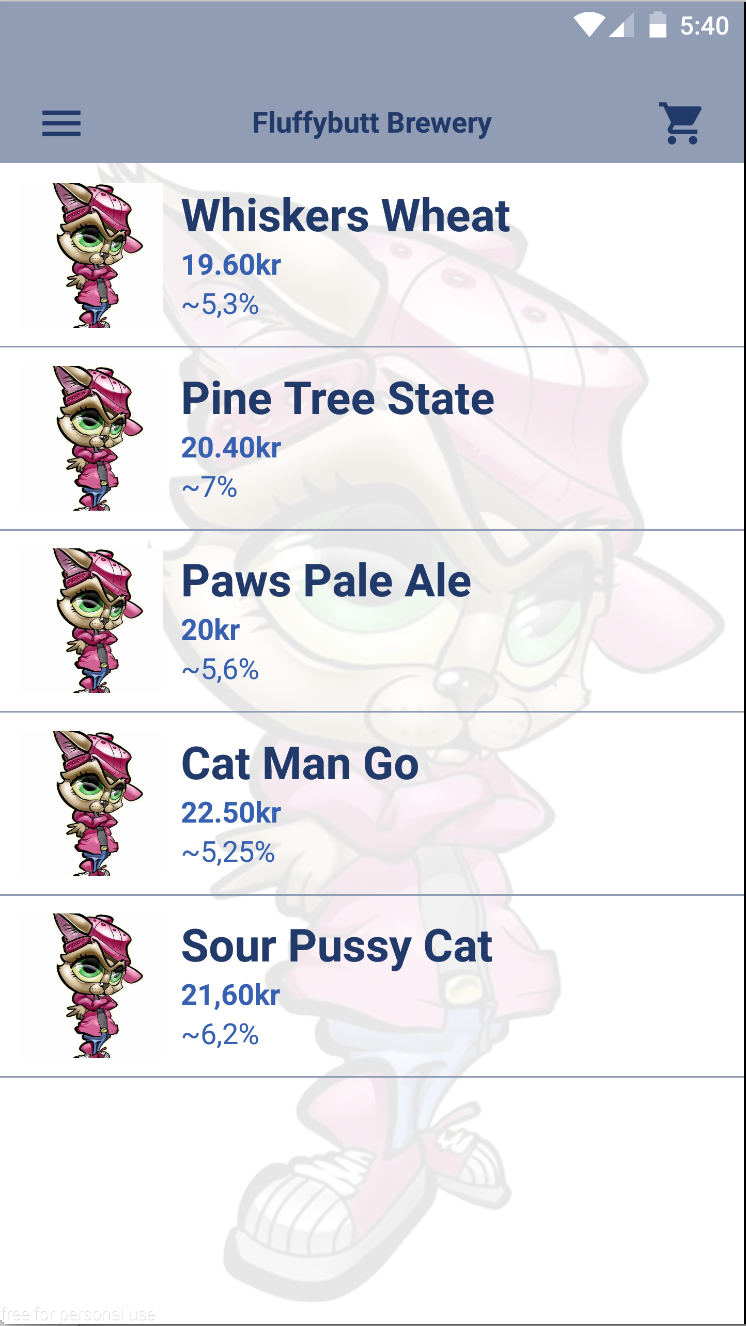 5:40
Fluffybutt Brewery
Whiskers Wheat
19.60kr
~5,3%
Pine Tree State
20.40kr
~7%
Paws Pale Ale
20kr
~5,6%
Cat Man Go
22.50kr
~5,25%
Sour Pussy Cat
21,60kr
~6,2%
free for personal use